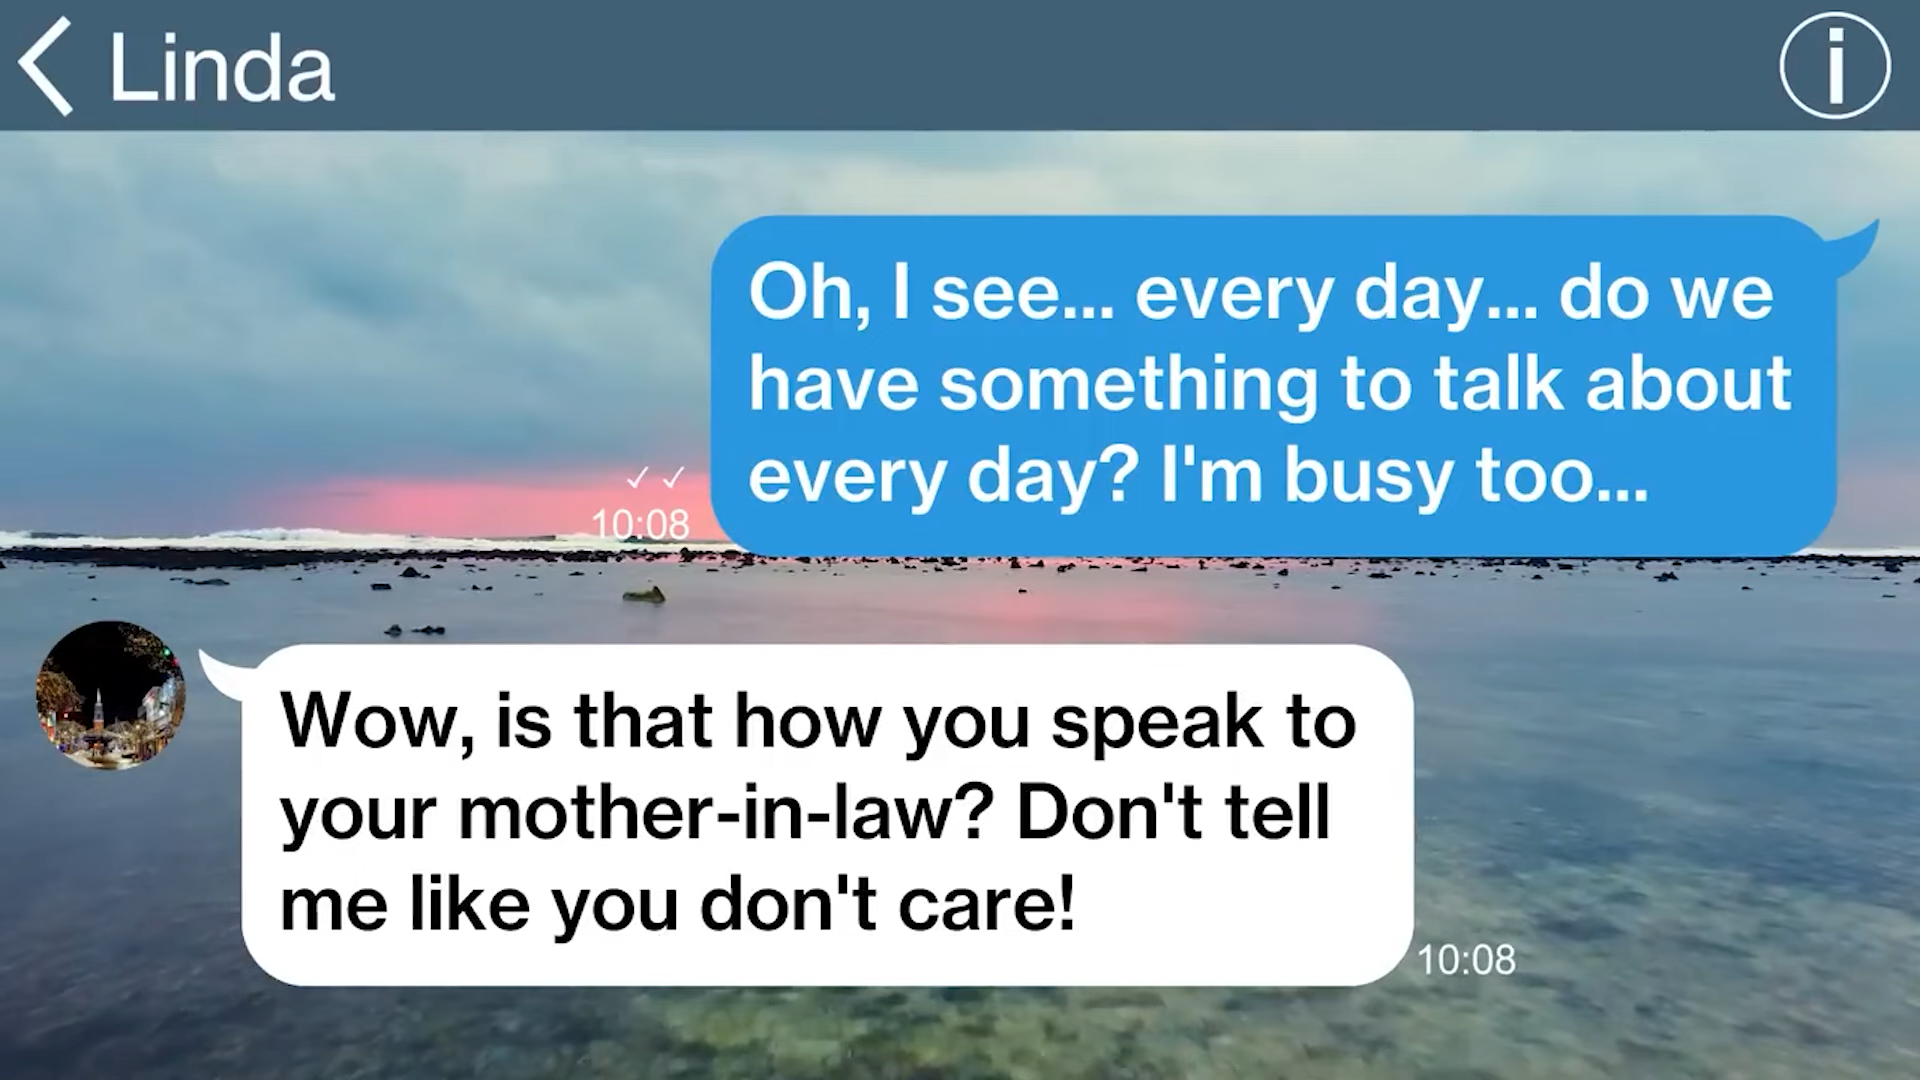 Linda
Oh, I see... every day... do we
have something to talk about
every day? I'm busy too...
10:08
Wow, is that how you speak to
your mother-in-law? Don't tell
me like you don't care!
10:08